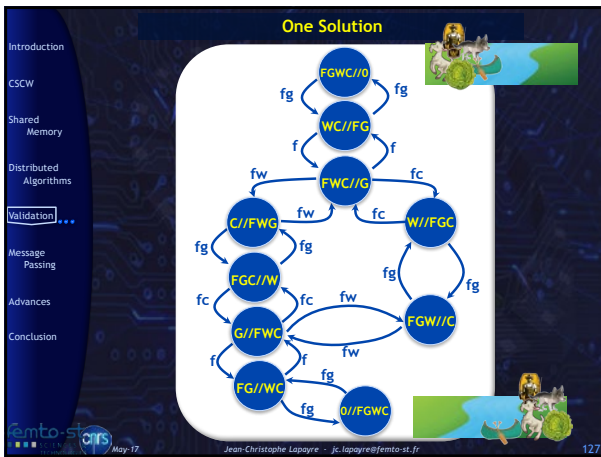 One Solution
Introduction
CSCW
Shared
Memory
Distributed
Algorithms
Validation
Message
Passing
Advances
Conclusion
FGWC//0
fg
fg
WC//FG
f
f
FWC//G
fw
fc
C//FWG
fw
fc
W//FGC
fg
fg
fg
fg
FGC//W
fc
fc
fw
FGW//C
G//FWC
fw
f
f
FG//WC
fg
fg
0//FGWC
femto-st
SCIENCES
cnrs
May-17
Jean-Christophe Lapayre - jc.lapayre@femto-st.fr
127